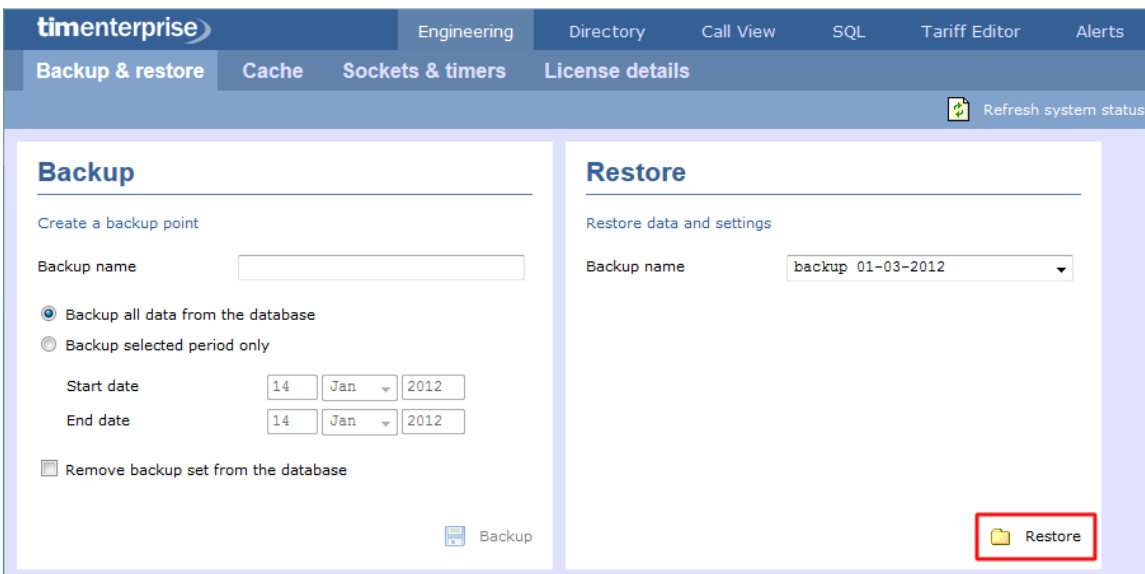 timenterprise Engineering Directory Call View SQL Tariff Editor Alerts
Backup & restore Cache Sockets & timers License details
Refresh system status
Backup
Create a backup point
Backup name
Backup all data from the database
Backup selected period only
Start date 14 Jan 2012
End date 14 Jan 2012
Remove backup set from the database
Backup
Restore
Restore data and settings
Backup name backup 01-03-2012
Restore